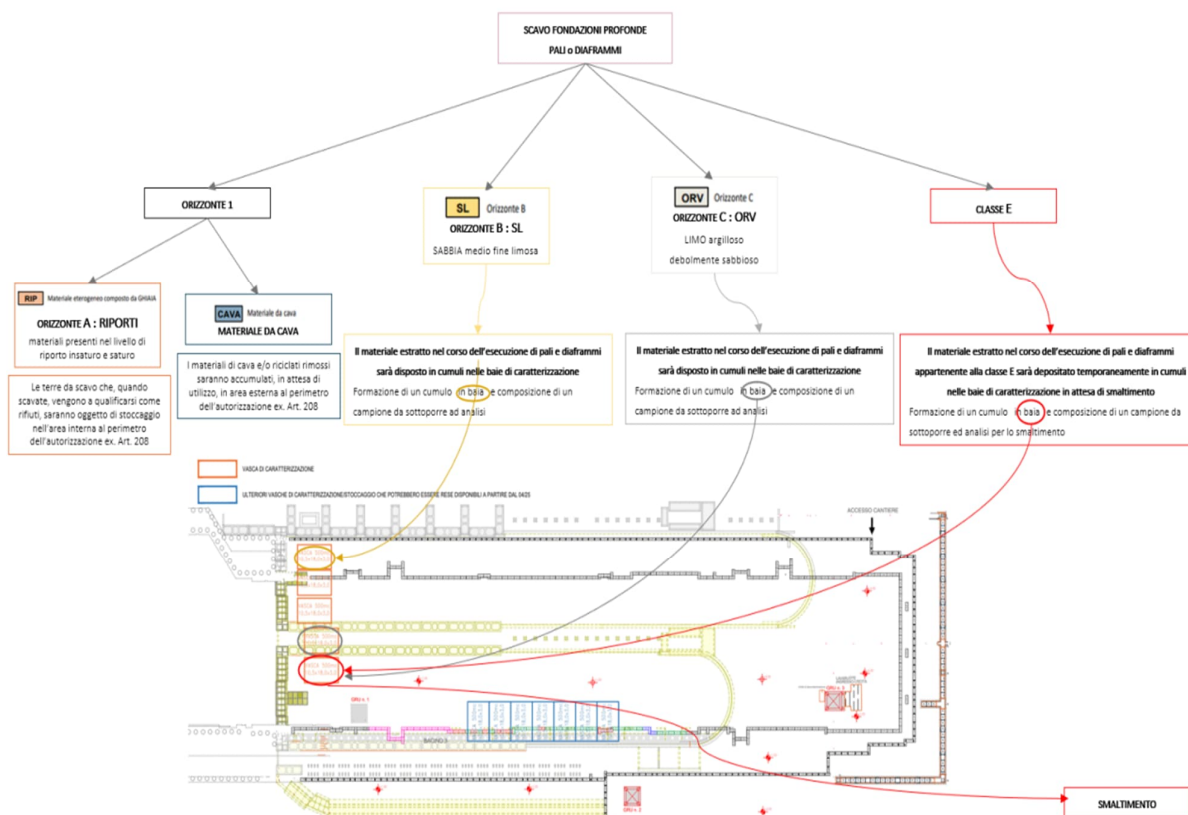 SCAVO FONDAZIONI PROFONDE
PALI o DIAFRAMMI
ORIZZONTE 1
SL Orizzonte B
ORIZZONTE B : SL
SABBIA medio fine limosa
ORV Orizzonte C
ORIZZONTE C : ORV
LIMO argilloso
debolmente sabbioso
CLASSE E
RIP Materiale eterogeneo composto da GHIAIA
ORIZZONTE A : RIPORTI
materiali presenti nel livello di
riporto insaturo e saturo
CAVA Materiale da cava
MATERIALE DA CAVA
Le terre da scavo che, quando
scavate, vengono a qualificarsi come
rifiuti, saranno oggetto di stoccaggio
nell'area interna al perimetro
dell'autorizzazione ex. Art. 208
I materiali di cava e/o riciclati rimossi
saranno accumulati, in attesa di
utilizzo, in area esterna al perimetro
dell'autorizzazione ex. Art. 208
Il materiale estratto nel corso dell'esecuzione di pali e diaframmi
sarà disposto in cumuli nelle baie di caratterizzazione
Formazione di un cumulo in baia e composizione di un
campione da sottoporre ad analisi
Il materiale estratto nel corso dell'esecuzione di pali e diaframmi
sarà disposto in cumuli nelle baie di caratterizzazione
Formazione di un cumulo in baia e composizione di un
campione da sottoporre ad analisi
Il materiale estratto nel corso dell'esecuzione di pali e diaframmi
appartenente alla classe E sarà depositato temporaneamente in cumuli
nelle baie di caratterizzazione in attesa di smaltimento
Formazione di un cumulo in baia e composizione di un campione da
sottoporre ed analisi per lo smaltimento
VASCA DI CARATTERIZZAZIONE
ULTERIORI VASCHE DI CARATTERIZZAZIONE/STOCCAGGIO CHE POTREBBERO ESSERE RESE DISPONIBILI A PARTIRE DAL 04/25
ACCESSO CANTIERE
GRU n. 1
GRU n. 3
BACINO 3
GRU n. 2
SMALTIMENTO